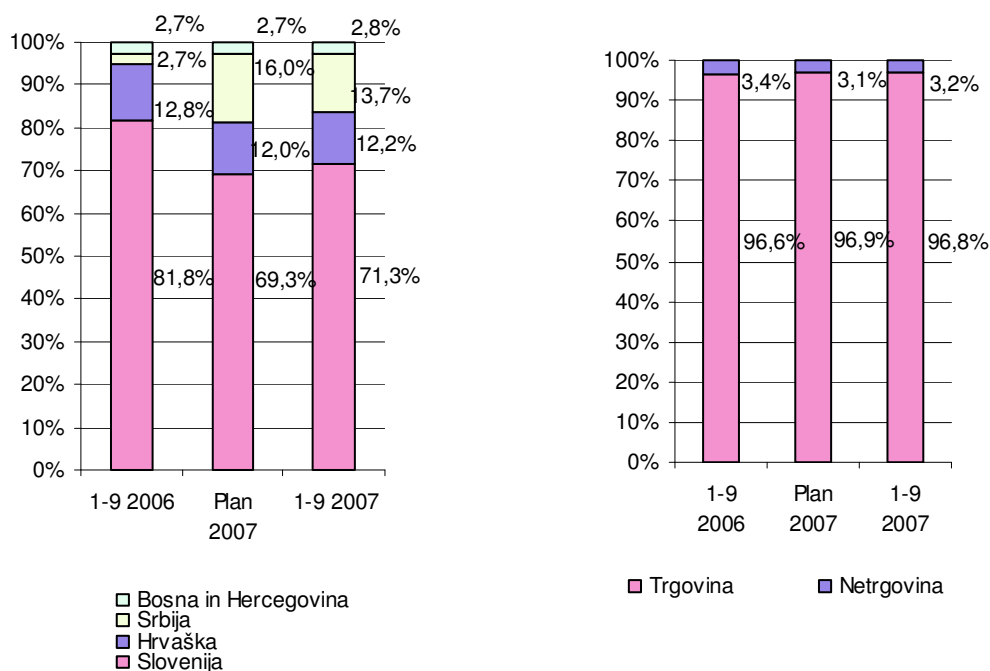 2,7% 2,7% 2,8%
100%
90%
80%
70%
60%
50%
40%
30%
20%
10%
0%
2,7% 16,0% 13,7%
12,8% 12,0% 12,2%
81,8% 69,3% 71,3%
1-9 2006 Plan 1-9 2007
2007
Bosna in Hercegovina
Srbija
Hrvaška
Slovenija
100%
90%
80%
70%
60%
50%
40%
30%
20%
10%
0%
3,4% 3,1% 3,2%
96,6% 96,9% 96,8%
1-9 Plan 1-9
2006 2007 2007
Trgovina Netrgovina